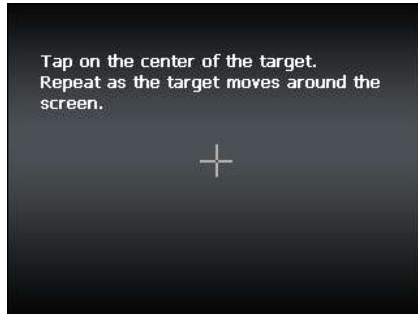 Tap on the center of the target.
Repeat as the target moves around the
screen.